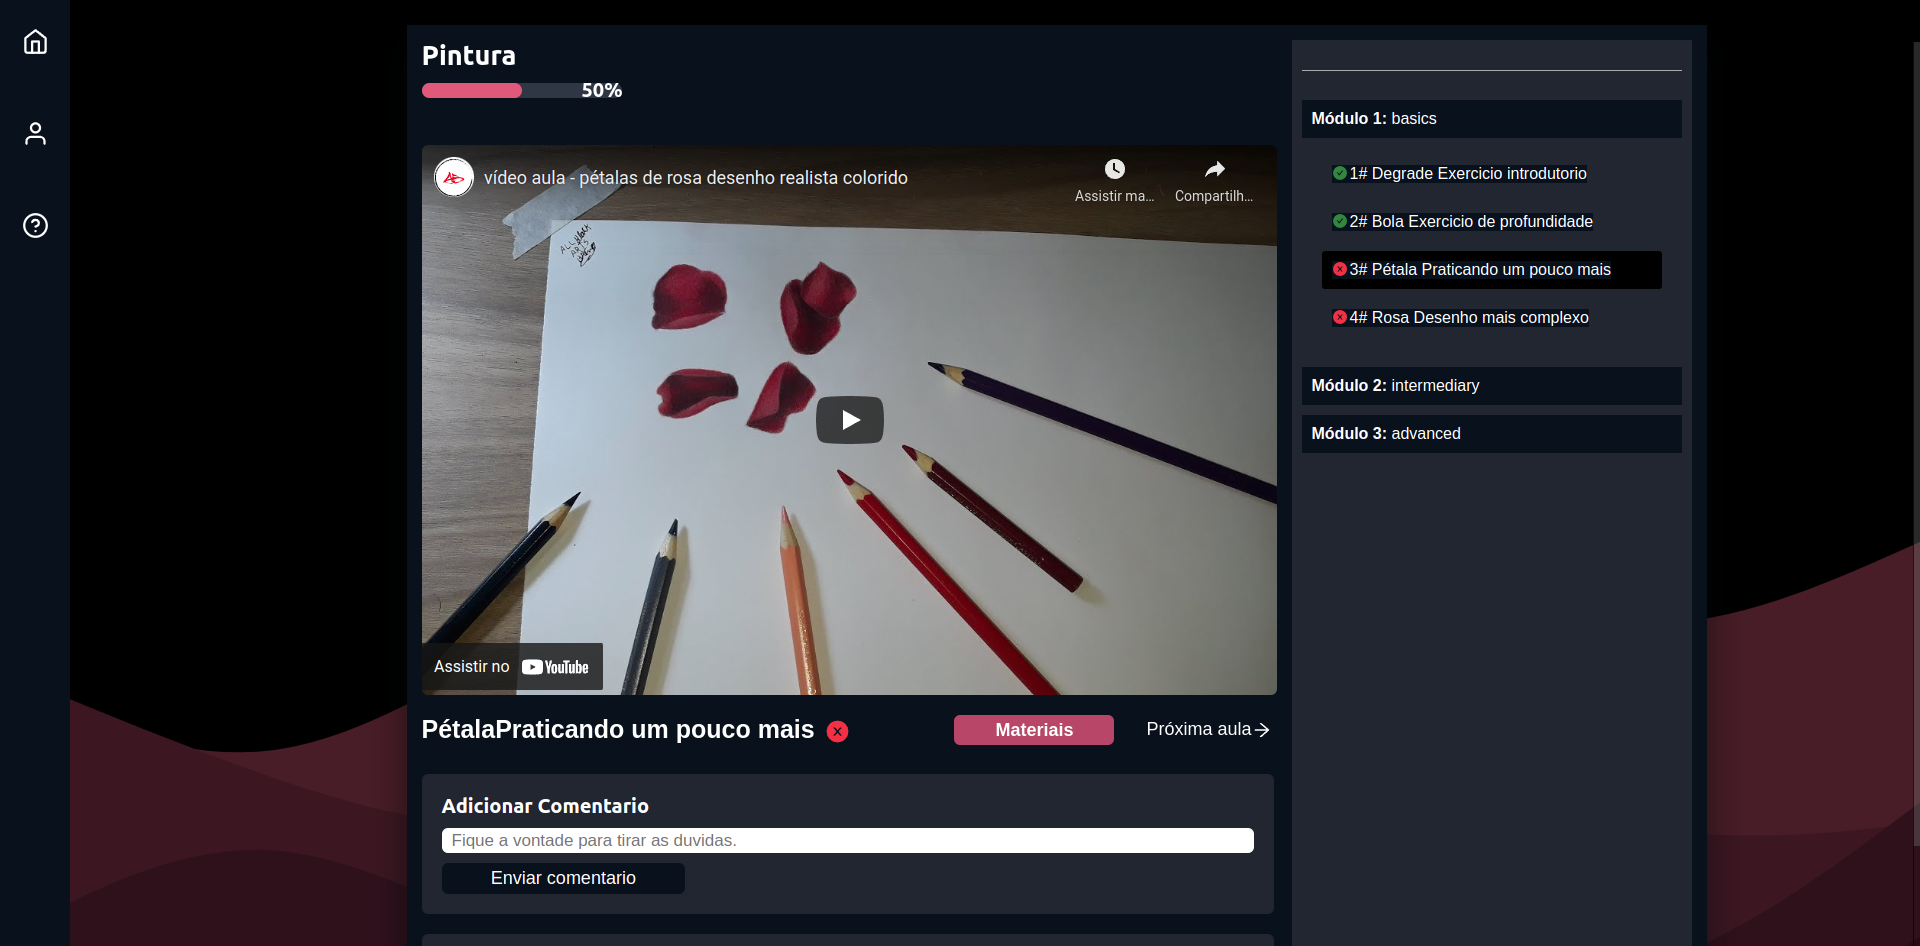 Pintura
50%
vídeo aula - pétalas de rosa desenho realista colorido
Assistir ma...
Compartilh...
Assistir no YouTube
PétalaPraticando um pouco mais
Materiais
Próxima aula
Adicionar Comentario
Fique a vontade para tirar as duvidas.
Enviar comentario
Módulo 1: basics
1# Degrade Exercicio introdutorio
2# Bola Exercicio de profundidade
3# Pétala Praticando um pouco mais
4# Rosa Desenho mais complexo
Módulo 2: intermediary
Módulo 3: advanced